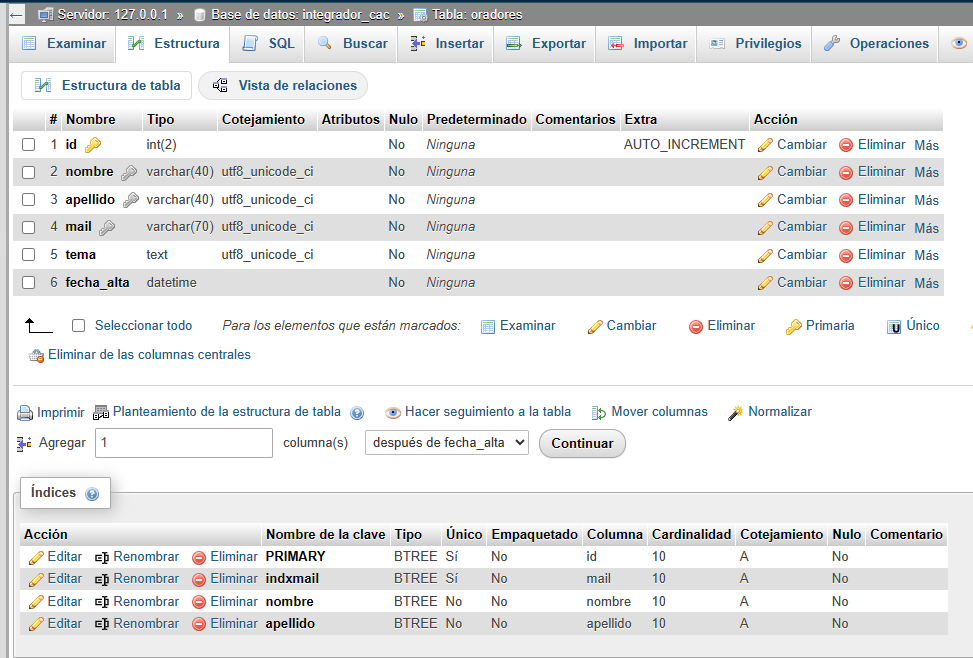 Servidor: 127.0.0.1 » Base de datos: integrador_cac » Tabla: oradores
Examinar Estructura SQL Buscar Insertar Exportar Importar Privilegios Operaciones
Estructura de tabla Vista de relaciones
# Nombre Tipo Cotejamiento Atributos Nulo Predeterminado Comentarios Extra Acción
1 id int(2) No Ninguna AUTO_INCREMENT Cambiar Eliminar Más
2 nombre varchar(40) utf8_unicode_ci No Ninguna Cambiar Eliminar Más
3 apellido varchar(40) utf8_unicode_ci No Ninguna Cambiar Eliminar Más
4 mail varchar(70) utf8_unicode_ci No Ninguna Cambiar Eliminar Más
5 tema text utf8_unicode_ci No Ninguna Cambiar Eliminar Más
6 fecha_alta datetime No Ninguna Cambiar Eliminar Más
Seleccionar todo Para los elementos que están marcados: Examinar Cambiar Eliminar Primaria Único
Eliminar de las columnas centrales
Imprimir Planteamiento de la estructura de tabla Hacer seguimiento a la tabla Mover columnas Normalizar
Agregar 1 columna(s) después de fecha_alta Continuar
Índices
Acción Nombre de la clave Tipo Único Empaquetado Columna Cardinalidad Cotejamiento Nulo Comentario
Editar Renombrar Eliminar PRIMARY BTREE Sí No id 10 A No
Editar Renombrar Eliminar indxmail BTREE Sí No mail 10 A No
Editar Renombrar Eliminar nombre BTREE No No nombre 10 A No
Editar Renombrar Eliminar apellido BTREE No No apellido 10 A No